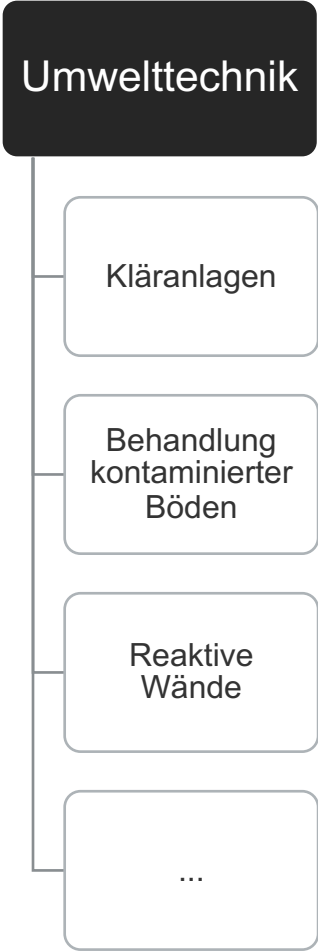 Umwelttechnik
Kläranlagen
Behandlung
kontaminierter
Böden
Reaktive
Wände
...